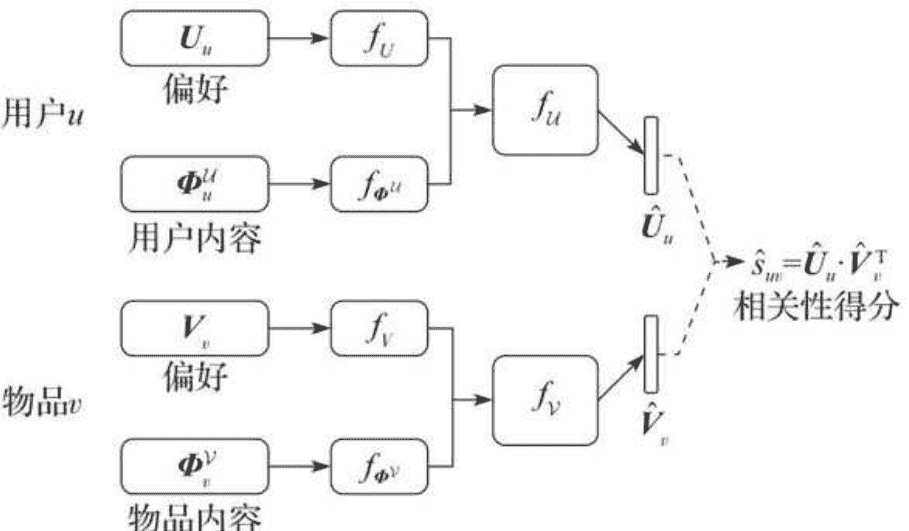 用户u
U_u
偏好
f_U
Φ_u^𝒰
用户内容
f_Φ^𝒰
f_𝒰
Û_u
ŝ_uv=Û_u·V̂_v^T
相关性得分
物品v
V_v
偏好
f_V
Φ_v^𝒱
物品内容
f_Φ^𝒱
f_𝒱
V̂_v